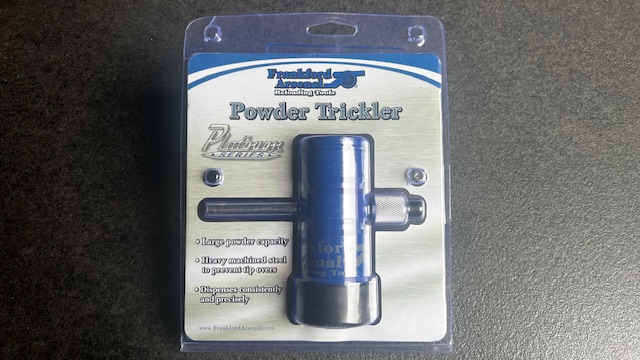 Frankford
Arsenal
Reloading Tools
Powder Trickler
Platinum
SERIES
• Large powder capacity
• Heavy machined steel
to prevent tip overs
• Dispenses consistently
and precisely
www.FrankfordArsenal.com